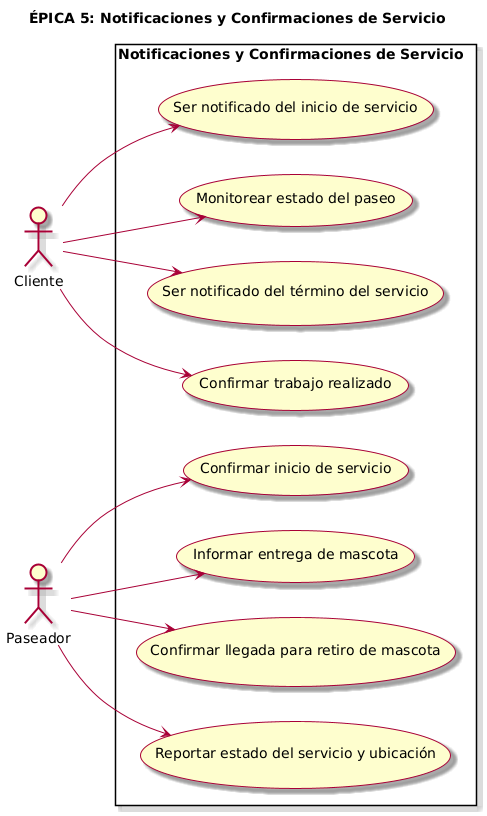 ÉPICA 5: Notificaciones y Confirmaciones de Servicio
Notificaciones y Confirmaciones de Servicio
Ser notificado del inicio de servicio
Monitorear estado del paseo
Cliente
Ser notificado del término del servicio
Confirmar trabajo realizado
Confirmar inicio de servicio
Informar entrega de mascota
Paseador
Confirmar llegada para retiro de mascota
Reportar estado del servicio y ubicación